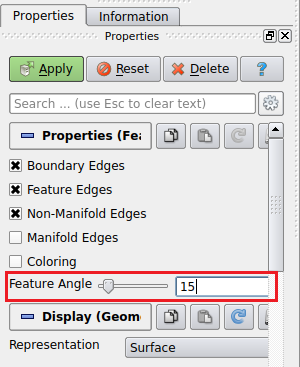 Properties Information
Properties
Apply Reset Delete ?
Search ... (use Esc to clear text)
Properties (Fea
Boundary Edges
Feature Edges
Non-Manifold Edges
Manifold Edges
Coloring
Feature Angle 15
Display (Geom
Representation Surface